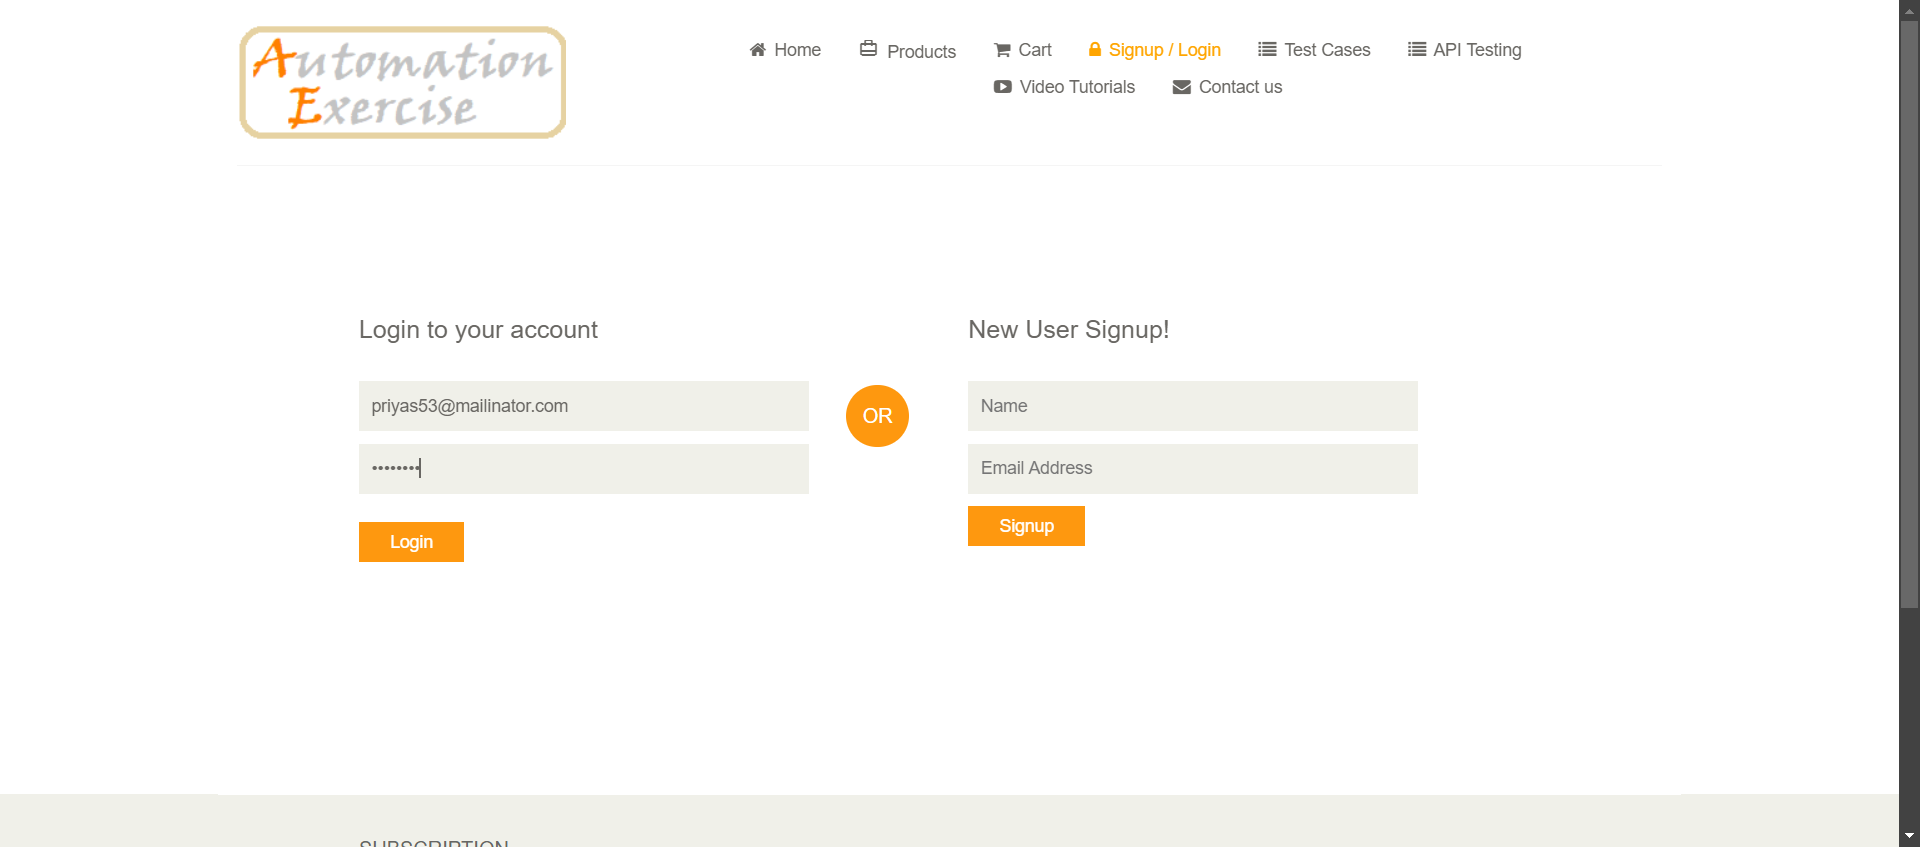 Automation
Exercise
Home Products Cart Signup / Login Test Cases API Testing
Video Tutorials Contact us
Login to your account
priyas53@mailinator.com
••••••••
Login
OR
New User Signup!
Name
Email Address
Signup
SUBSCRIPTION